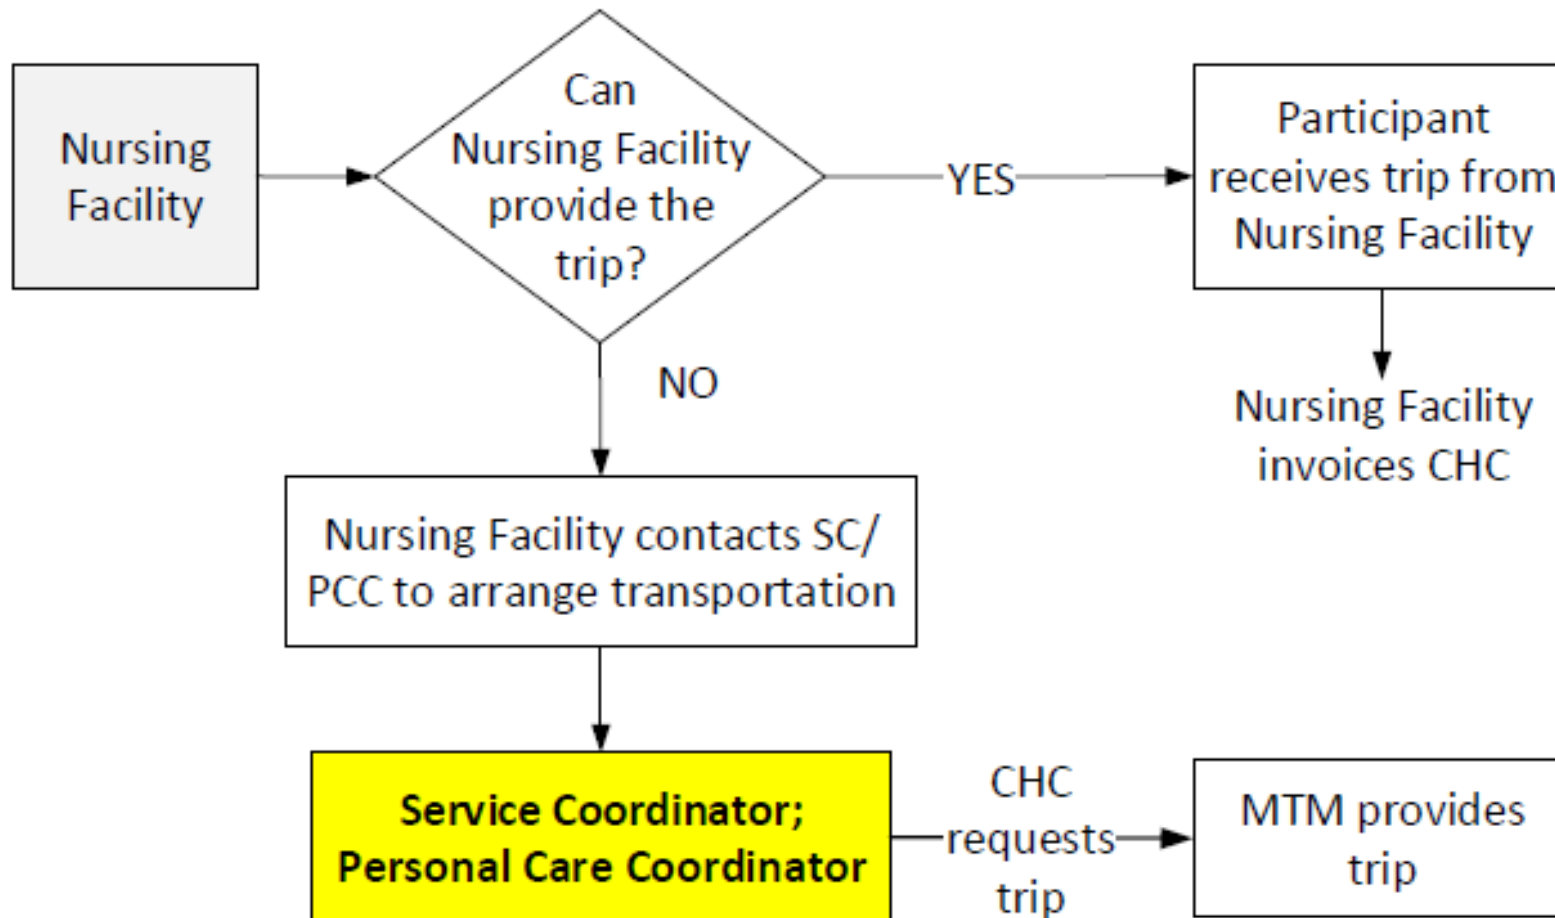 Nursing
Facility
Can
Nursing Facility
provide the
trip?
YES
Participant
receives trip from
Nursing Facility
Nursing Facility
invoices CHC
NO
Nursing Facility contacts SC/
PCC to arrange transportation
Service Coordinator;
Personal Care Coordinator
CHC
requests
trip
MTM provides
trip